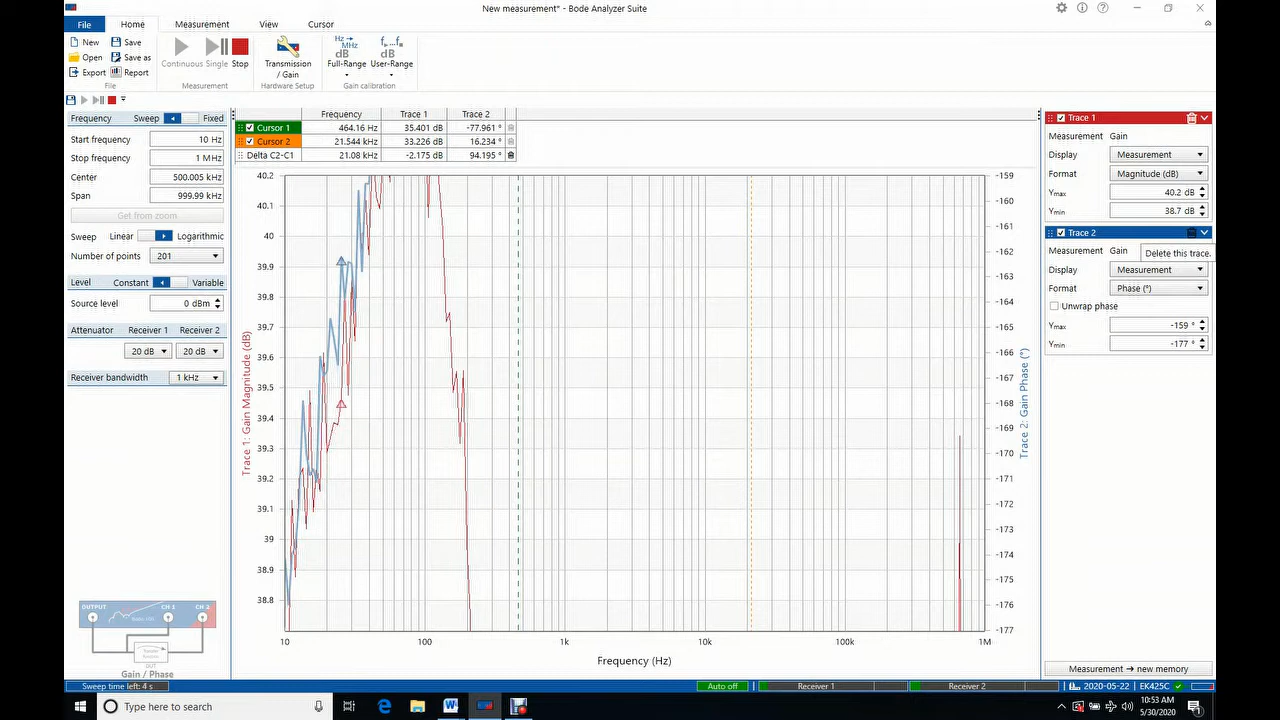 New measurement* - Bode Analyzer Suite
File Home Measurement View Cursor
New Save
Open Save as
Export Report
File
Continuous Single Stop
Measurement
Transmission / Gain
Hardware Setup
Hz → MHz dB Full-Range
f...f dB User-Range
Gain calibration
Frequency Sweep Fixed
Start frequency 10 Hz
Stop frequency 1 MHz
Center 500.005 kHz
Span 999.99 kHz
Get from zoom
Sweep Linear Logarithmic
Number of points 201
Level Constant Variable
Source level 0 dBm
Attenuator Receiver 1 Receiver 2
20 dB 20 dB
Receiver bandwidth 1 kHz
OUTPUT CH 1 CH 2
DUT
Gain / Phase
Frequency Trace 1 Trace 2
Cursor 1 464.16 Hz 35.401 dB -77.961 °
Cursor 2 21.544 kHz 33.226 dB 16.234 °
Delta C2-C1 21.08 kHz -2.175 dB 94.195 °
Trace 1: Gain Magnitude (dB)
40.2
40.1
40
39.9
39.8
39.7
39.6
39.5
39.4
39.3
39.2
39.1
39
38.9
38.8
10 100 1k 10k 100k 1M
Frequency (Hz)
-159
-160
-161
-162
-163
-164
-165
-166
-167
-168
-169
-170
-171
-172
-173
-174
-175
-176
-177
Trace 2: Gain Phase (°)
Trace 1
Measurement Gain
Display Measurement
Format Magnitude (dB)
Ymax 40.2 dB
Ymin 38.7 dB
Trace 2
Measurement Gain
Delete this trace.
Display Measurement
Format Phase (°)
Unwrap phase
Ymax -159 °
Ymin -177 °
Measurement → new memory
Sweep time left: 4 s Auto off Receiver 1 Receiver 2 2020-05-22 EK425C
Type here to search
10:53 AM
5/30/2020